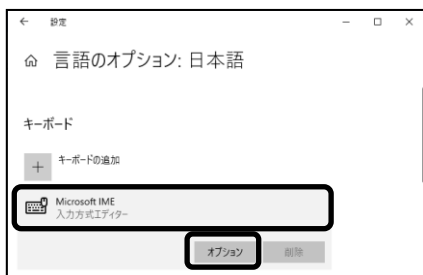 設定
言語のオプション: 日本語
キーボード
キーボードの追加
Microsoft IME
入力方式エディター
オプション 削除